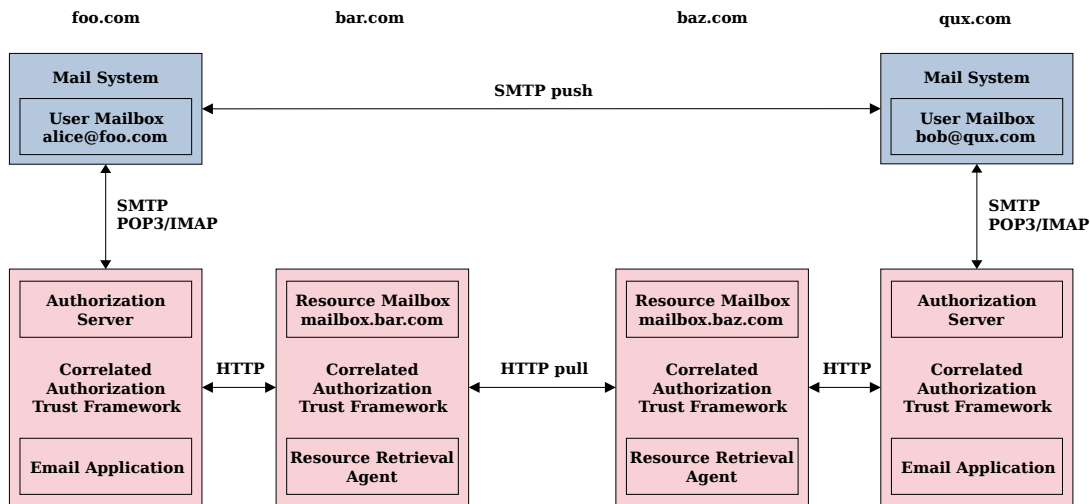 foo.com
bar.com
baz.com
qux.com
Mail System
User Mailbox
alice@foo.com
SMTP push
Mail System
User Mailbox
bob@qux.com
SMTP
POP3/IMAP
SMTP
POP3/IMAP
Authorization
Server
Correlated
Authorization
Trust Framework
Email Application
HTTP
Resource Mailbox
mailbox.bar.com
Correlated
Authorization
Trust Framework
Resource Retrieval
Agent
HTTP pull
Resource Mailbox
mailbox.baz.com
Correlated
Authorization
Trust Framework
Resource Retrieval
Agent
HTTP
Authorization
Server
Correlated
Authorization
Trust Framework
Email Application